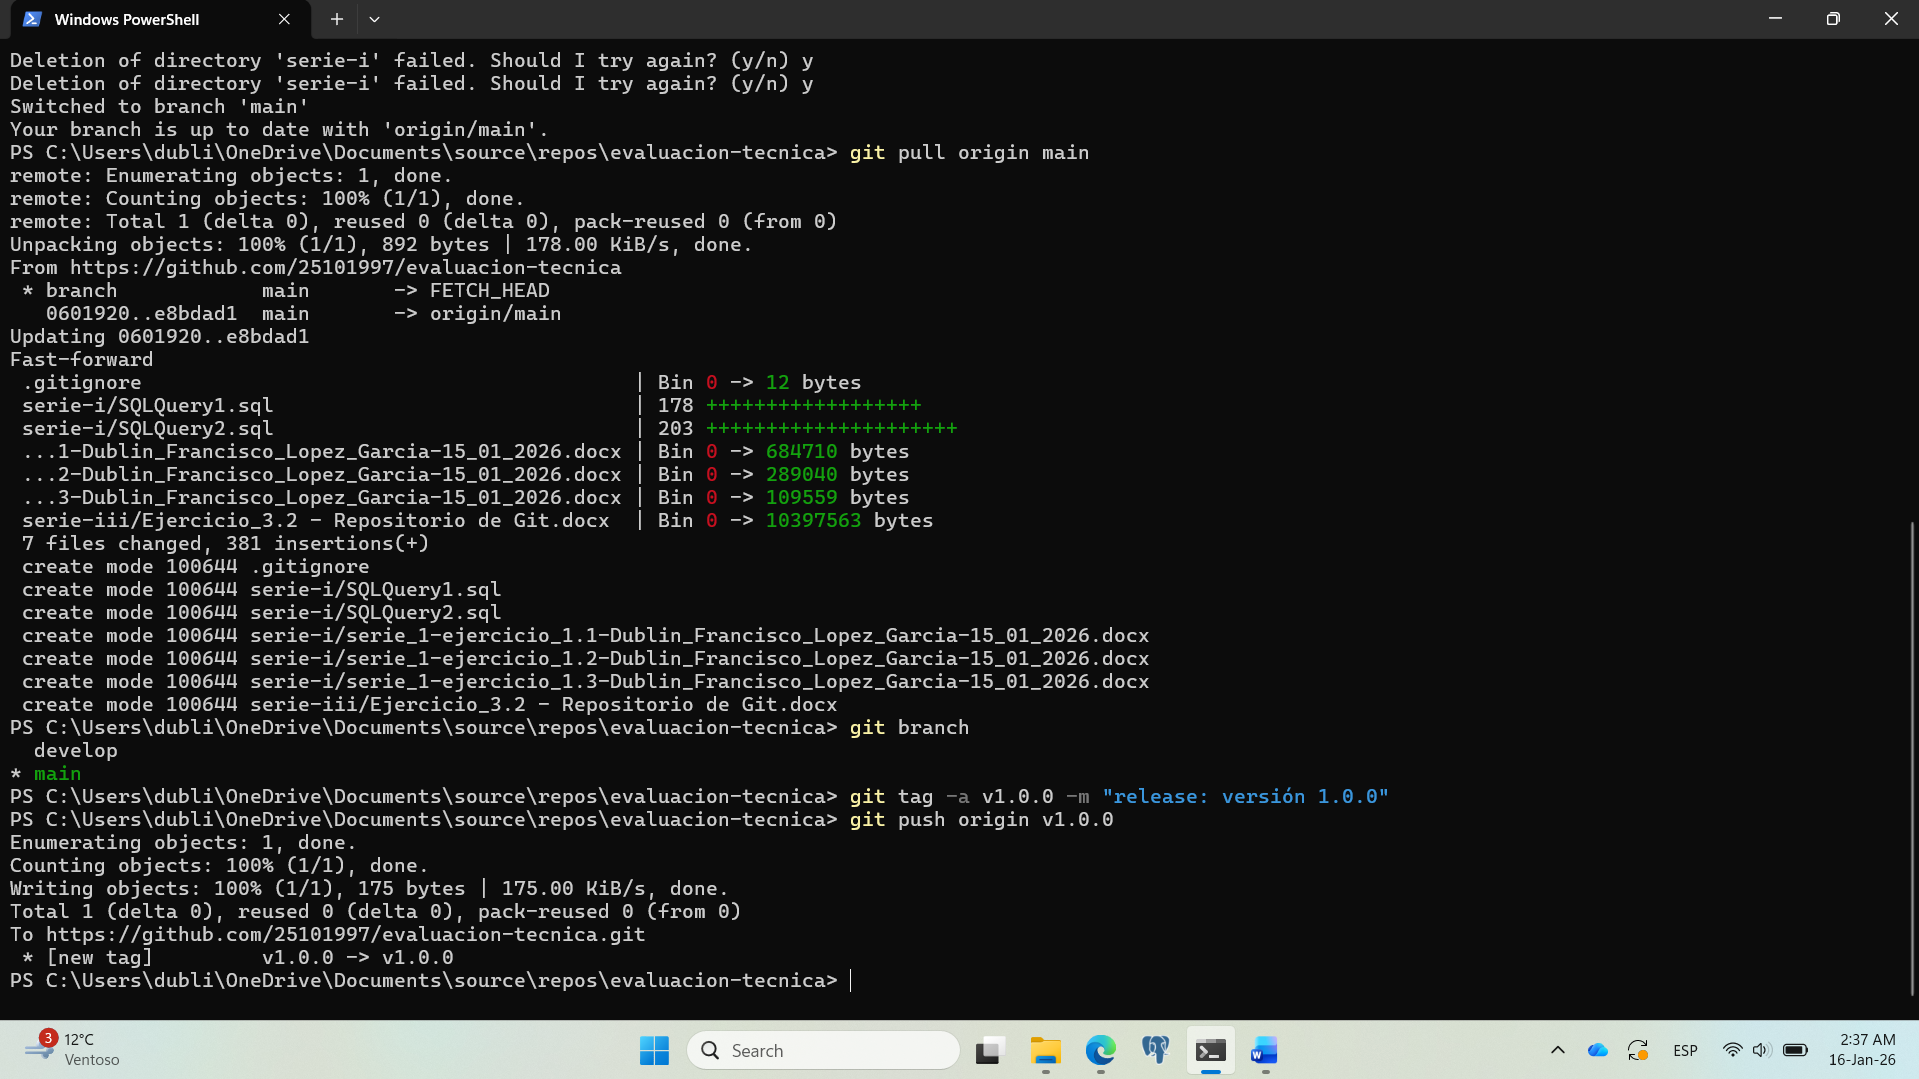 Windows PowerShell
Deletion of directory 'serie-i' failed. Should I try again? (y/n) y
Deletion of directory 'serie-i' failed. Should I try again? (y/n) y
Switched to branch 'main'
Your branch is up to date with 'origin/main'.
PS C:\Users\dubli\OneDrive\Documents\source\repos\evaluacion-tecnica> git pull origin main
remote: Enumerating objects: 1, done.
remote: Counting objects: 100% (1/1), done.
remote: Total 1 (delta 0), reused 0 (delta 0), pack-reused 0 (from 0)
Unpacking objects: 100% (1/1), 892 bytes | 178.00 KiB/s, done.
From https://github.com/25101997/evaluacion-tecnica
 * branch            main       -> FETCH_HEAD
   0601920..e8bdad1  main       -> origin/main
Updating 0601920..e8bdad1
Fast-forward
 .gitignore                                         | Bin 0 -> 12 bytes
 serie-i/SQLQuery1.sql                              | 178 ++++++++++++++++++
 serie-i/SQLQuery2.sql                              | 203 +++++++++++++++++++++
 ...1-Dublin_Francisco_Lopez_Garcia-15_01_2026.docx | Bin 0 -> 684710 bytes
 ...2-Dublin_Francisco_Lopez_Garcia-15_01_2026.docx | Bin 0 -> 289040 bytes
 ...3-Dublin_Francisco_Lopez_Garcia-15_01_2026.docx | Bin 0 -> 109559 bytes
 serie-iii/Ejercicio_3.2 - Repositorio de Git.docx  | Bin 0 -> 10397563 bytes
 7 files changed, 381 insertions(+)
 create mode 100644 .gitignore
 create mode 100644 serie-i/SQLQuery1.sql
 create mode 100644 serie-i/SQLQuery2.sql
 create mode 100644 serie-i/serie_1-ejercicio_1.1-Dublin_Francisco_Lopez_Garcia-15_01_2026.docx
 create mode 100644 serie-i/serie_1-ejercicio_1.2-Dublin_Francisco_Lopez_Garcia-15_01_2026.docx
 create mode 100644 serie-i/serie_1-ejercicio_1.3-Dublin_Francisco_Lopez_Garcia-15_01_2026.docx
 create mode 100644 serie-iii/Ejercicio_3.2 - Repositorio de Git.docx
PS C:\Users\dubli\OneDrive\Documents\source\repos\evaluacion-tecnica> git branch
  develop
* main
PS C:\Users\dubli\OneDrive\Documents\source\repos\evaluacion-tecnica> git tag -a v1.0.0 -m "release: versión 1.0.0"
PS C:\Users\dubli\OneDrive\Documents\source\repos\evaluacion-tecnica> git push origin v1.0.0
Enumerating objects: 1, done.
Counting objects: 100% (1/1), done.
Writing objects: 100% (1/1), 175 bytes | 175.00 KiB/s, done.
Total 1 (delta 0), reused 0 (delta 0), pack-reused 0 (from 0)
To https://github.com/25101997/evaluacion-tecnica.git
 * [new tag]         v1.0.0 -> v1.0.0
PS C:\Users\dubli\OneDrive\Documents\source\repos\evaluacion-tecnica>
3
12°C
Ventoso
Search
W
ESP
2:37 AM
16-Jan-26